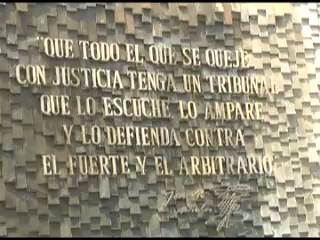 "QUE TODO EL QUE SE QUEJE
CON JUSTICIA TENGA UN TRIBUNAL
QUE LO ESCUCHE, LO AMPARE
Y LO DEFIENDA CONTRA
EL FUERTE Y EL ARBITRARIO